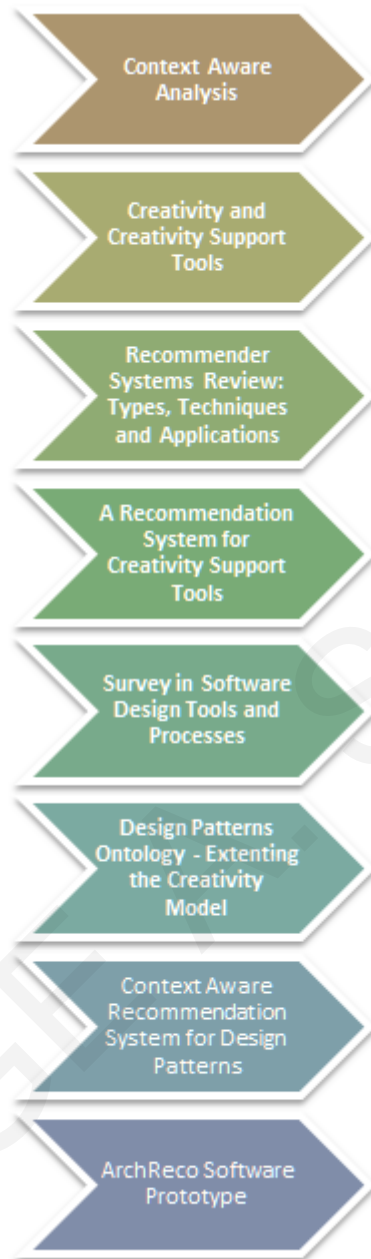 Context Aware
Analysis
Creativity and
Creativity Support
Tools
Recommender
Systems Review:
Types, Techniques
and Applications
A Recommendation
System for
Creativity Support
Tools
Survey in Software
Design Tools and
Processes
Design Patterns
Ontology - Extenting
the Creativity
Model
Context Aware
Recommendation
System for Design
Patterns
ArchReco Software
Prototype